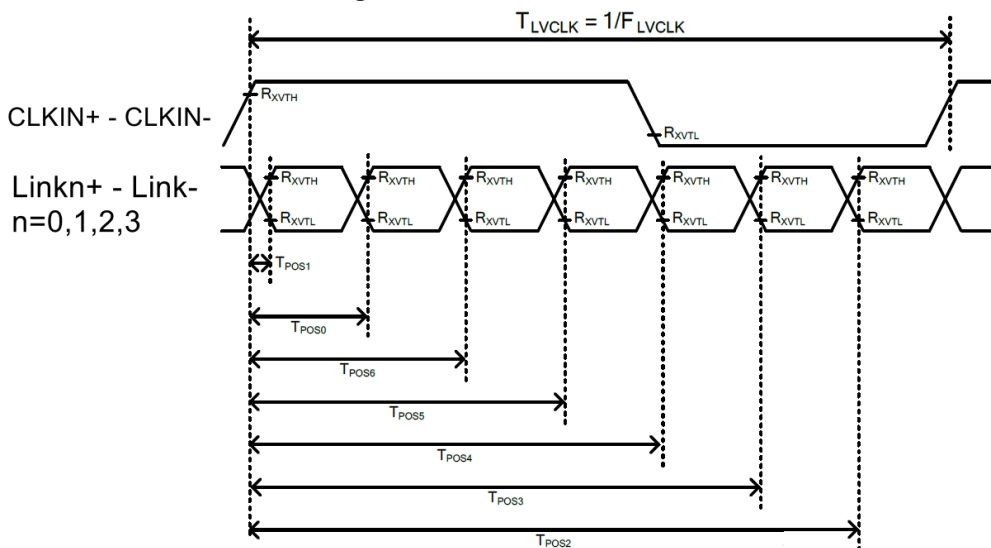 TLVCLK = 1/FLVCLK
RXVTH
CLKIN+ - CLKIN-
RXVTL
Linkn+ - Link-
n=0,1,2,3
RXVTH RXVTH RXVTH RXVTH RXVTH RXVTH RXVTH
RXVTL RXVTL RXVTL RXVTL RXVTL RXVTL RXVTL
TPOS1
TPOS0
TPOS6
TPOS5
TPOS4
TPOS3
TPOS2